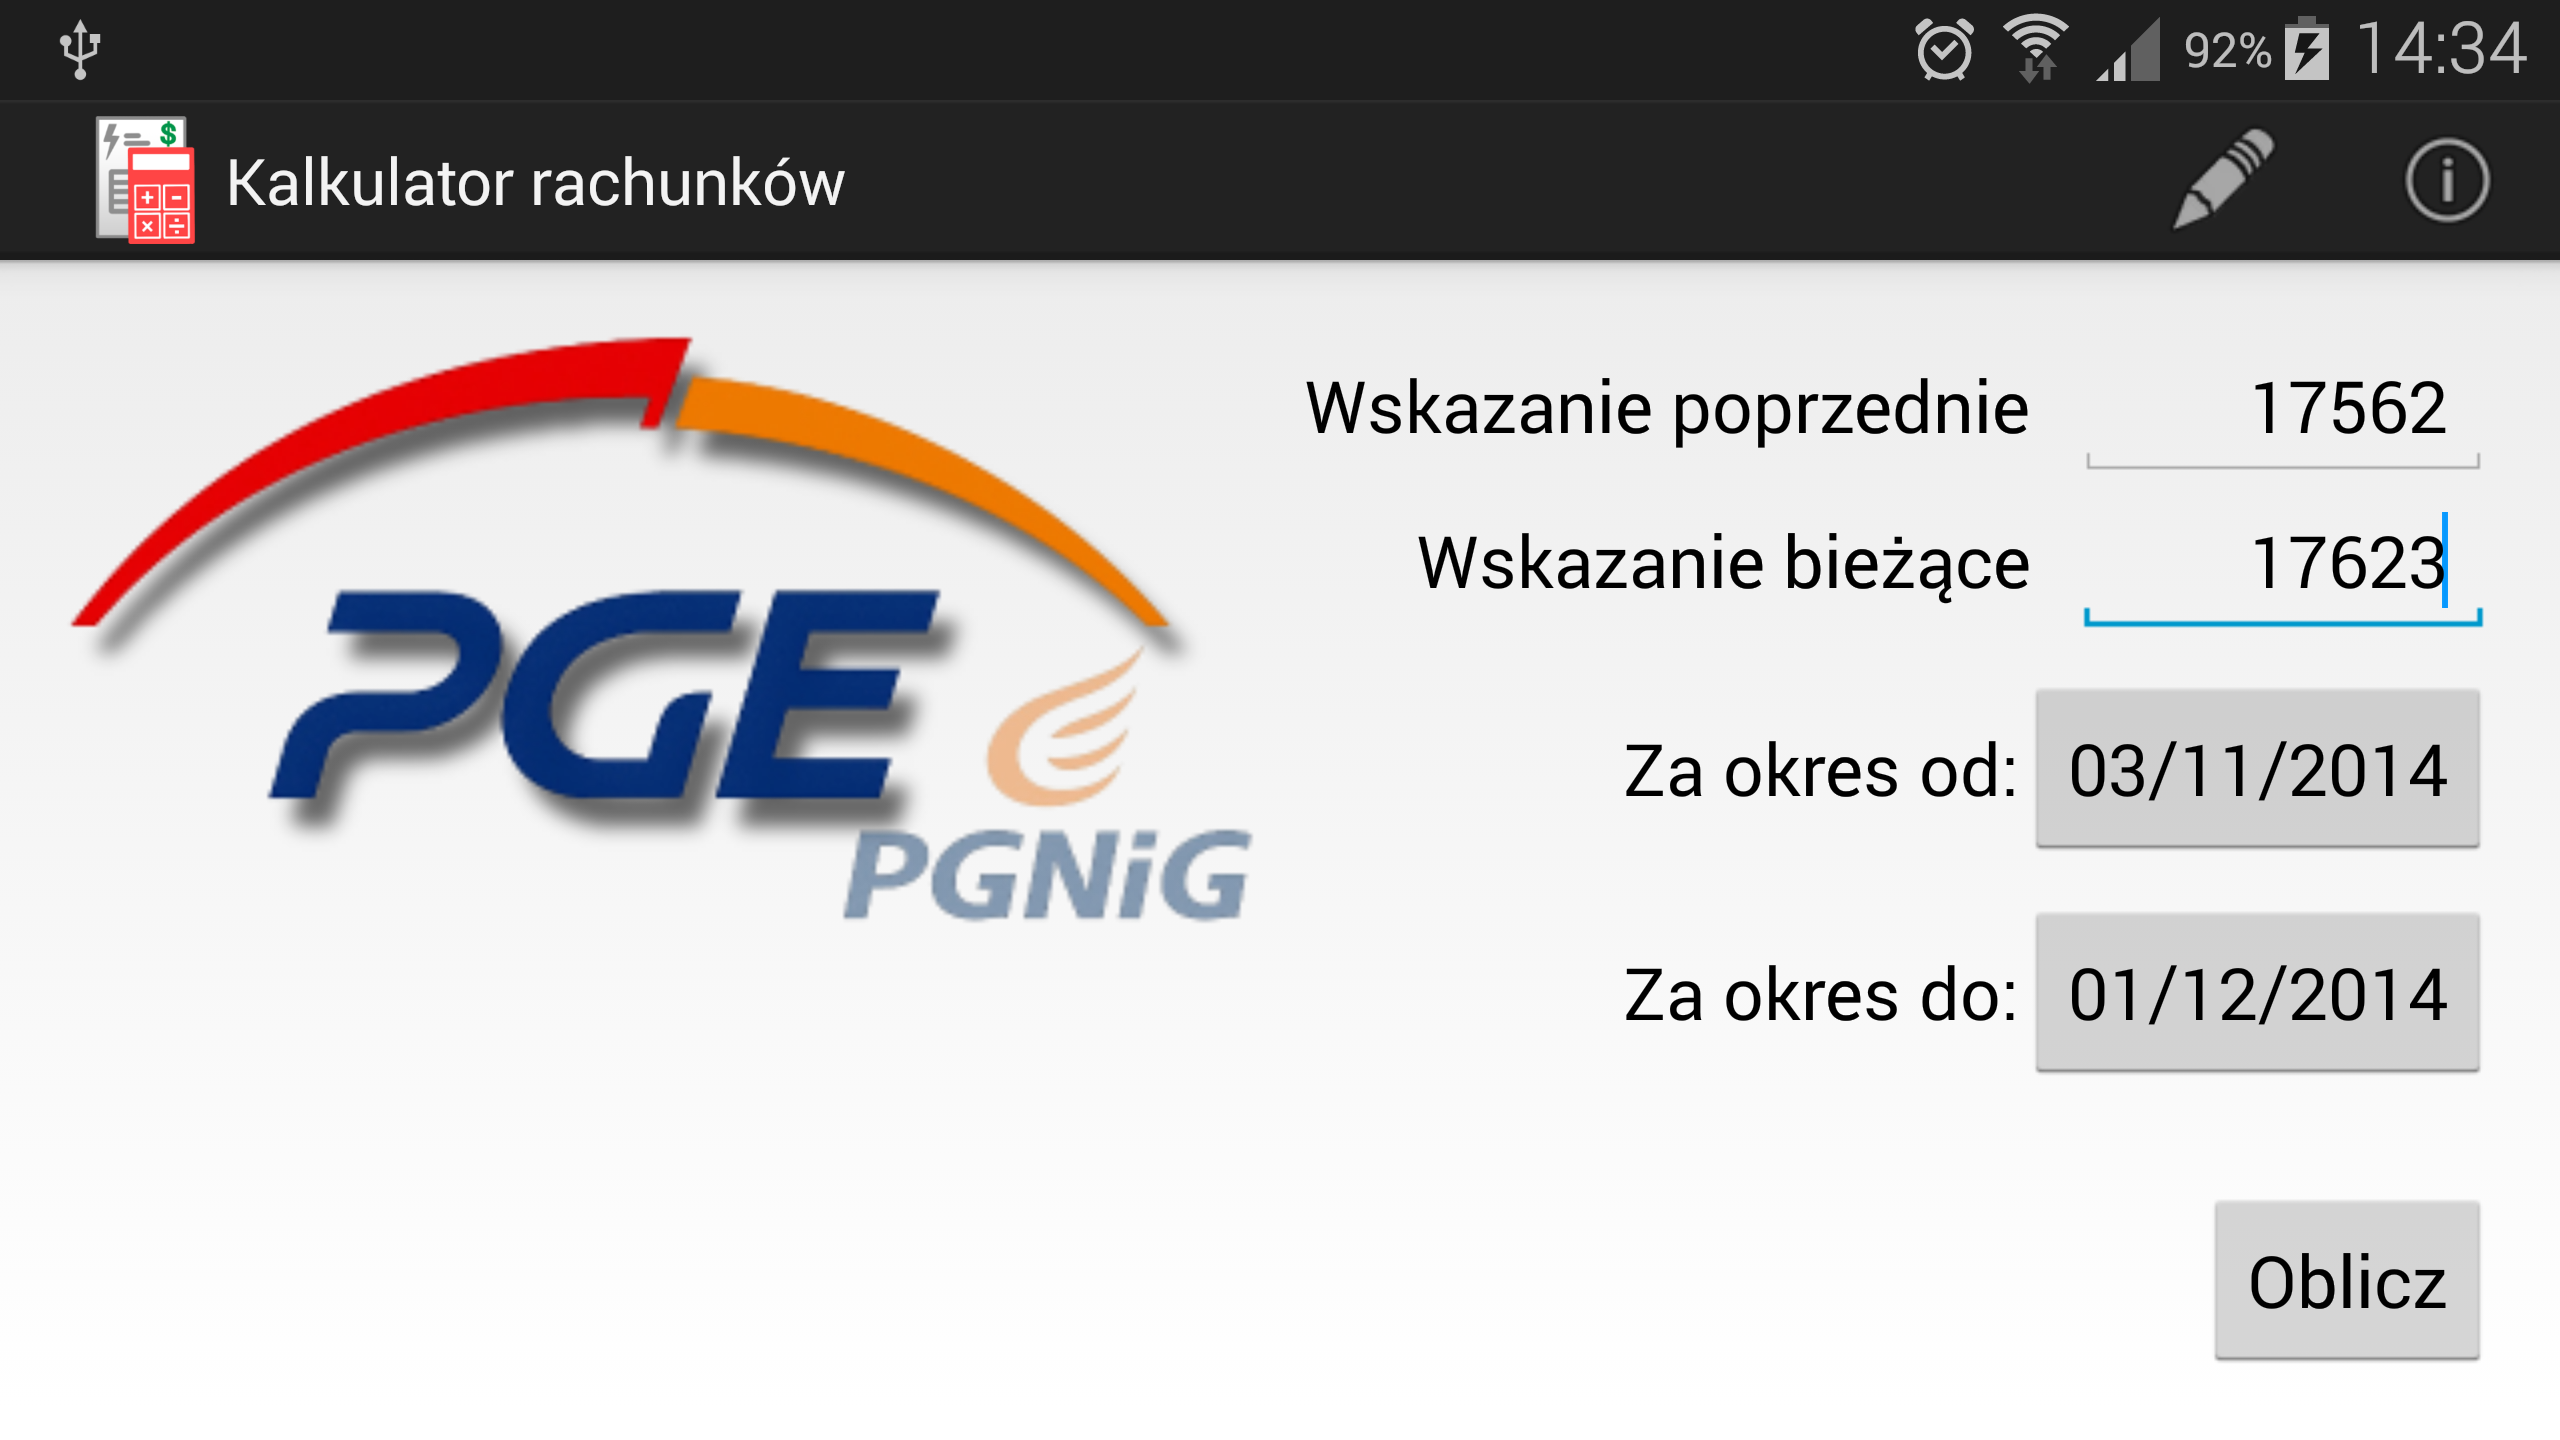 92% 14:34
Kalkulator rachunków
PGE
PGNiG
Wskazanie poprzednie 17562
Wskazanie bieżące 17623
Za okres od: 03/11/2014
Za okres do: 01/12/2014
Oblicz